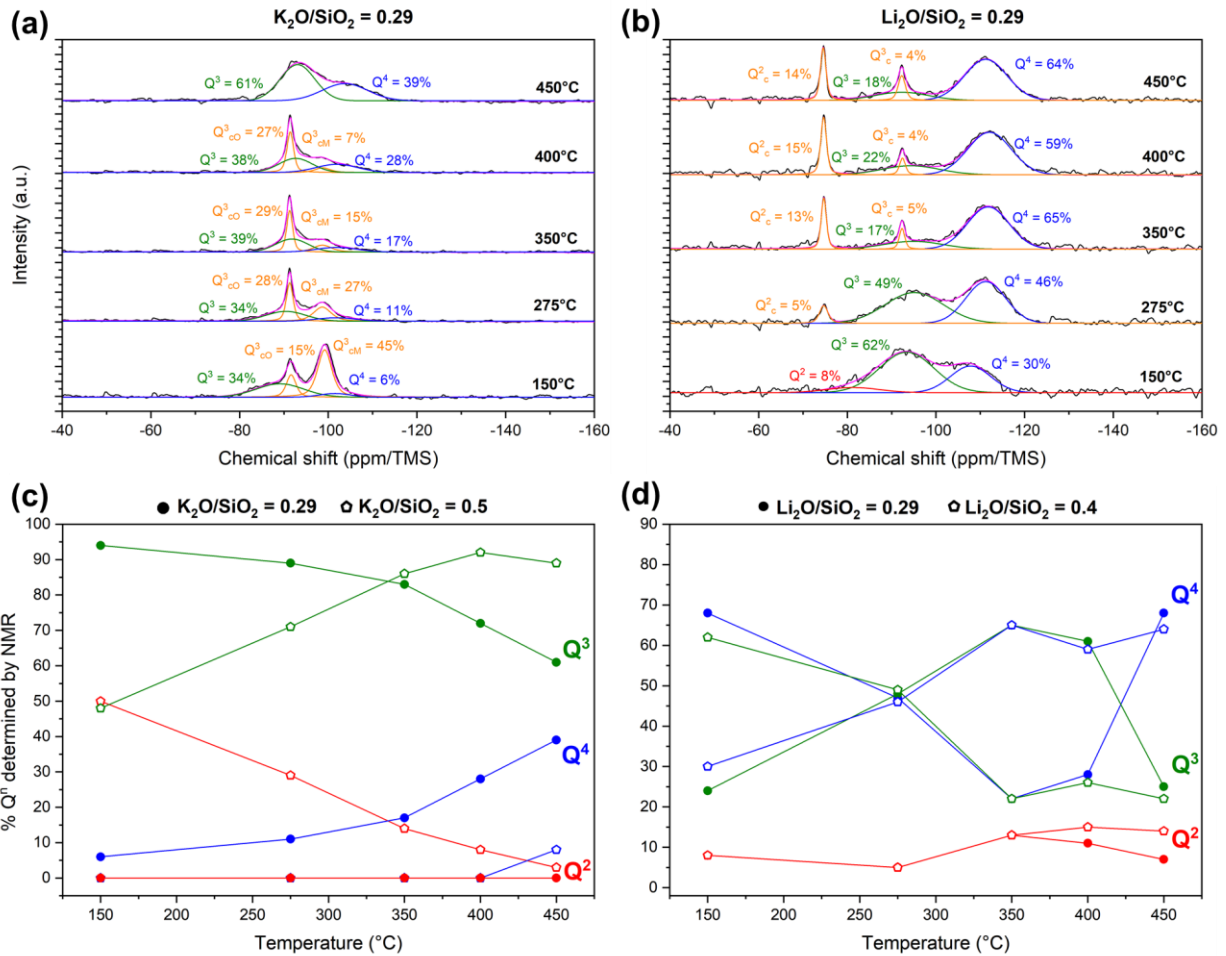 (a)
K₂O/SiO₂ = 0.29
Q³ = 61%
Q⁴ = 39%
450°C
Q³cO = 27%
Q³cM = 7%
Q³ = 38%
Q⁴ = 28%
400°C
Q³cO = 29%
Q³cM = 15%
Q³ = 39%
Q⁴ = 17%
350°C
Q³cO = 28%
Q³cM = 27%
Q³ = 34%
Q⁴ = 11%
275°C
Q³cO = 15%
Q³cM = 45%
Q³ = 34%
Q⁴ = 6%
150°C
Intensity (a.u.)
-40 -60 -80 -100 -120 -140 -160
Chemical shift (ppm/TMS)
(b)
Li₂O/SiO₂ = 0.29
Q²c = 14%
Q³c = 4%
Q³ = 18%
Q⁴ = 64%
450°C
Q²c = 15%
Q³c = 4%
Q³ = 22%
Q⁴ = 59%
400°C
Q²c = 13%
Q³c = 5%
Q³ = 17%
Q⁴ = 65%
350°C
Q²c = 5%
Q³ = 49%
Q⁴ = 46%
275°C
Q² = 8%
Q³ = 62%
Q⁴ = 30%
150°C
-40 -60 -80 -100 -120 -140 -160
Chemical shift (ppm/TMS)
(c)
K₂O/SiO₂ = 0.29 K₂O/SiO₂ = 0.5
100
90
80
70
60
50
40
30
20
10
0
% Qⁿ determined by NMR
Q³
Q⁴
Q²
150 200 250 300 350 400 450
Temperature (°C)
(d)
Li₂O/SiO₂ = 0.29 Li₂O/SiO₂ = 0.4
90
80
70
60
50
40
30
20
10
0
Q⁴
Q³
Q²
150 200 250 300 350 400 450
Temperature (°C)